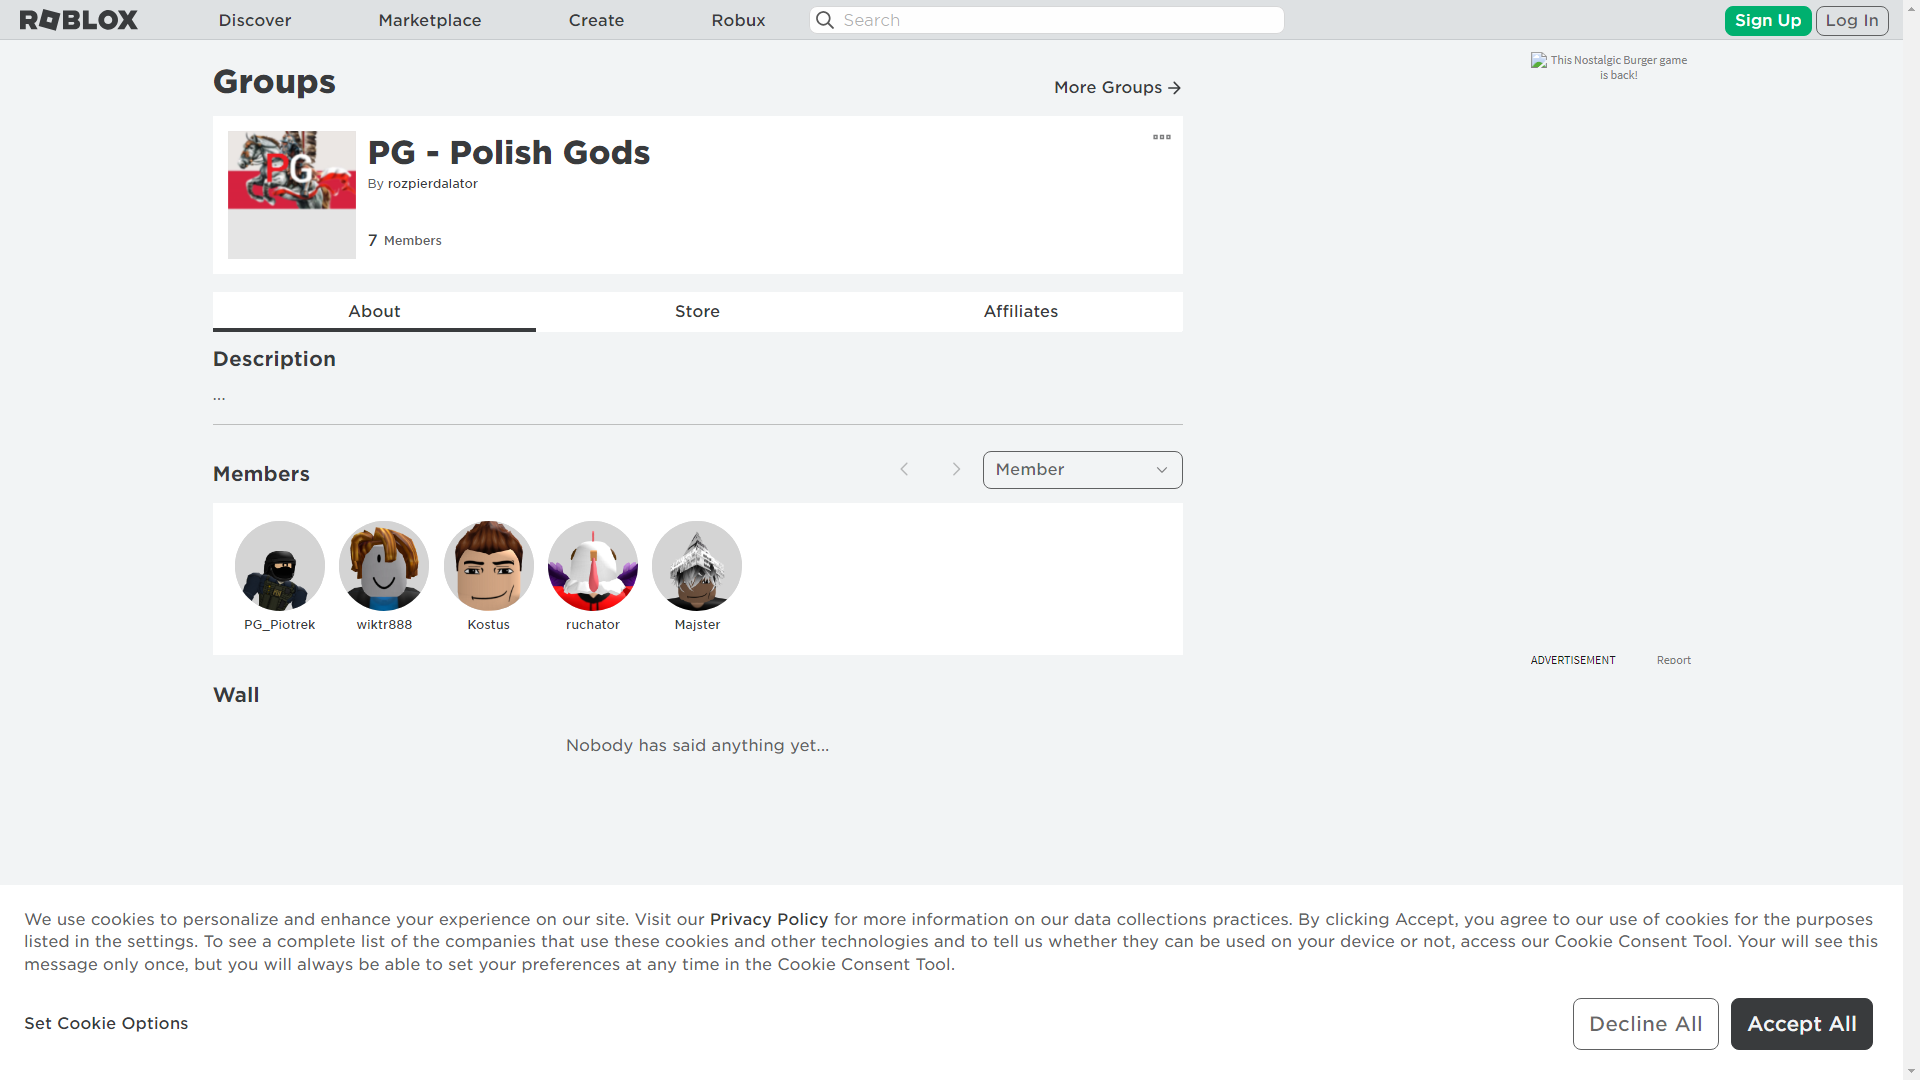 ROBLOX Discover Marketplace Create Robux Search Sign Up Log In
This Nostalgic Burger game
is back!
Groups
More Groups
PG
PG - Polish Gods
By rozpierdalator
7 Members
About Store Affiliates
Description
...
Members
Member
PG_Piotrek wiktr888 Kostus ruchator Majster
ADVERTISEMENT Report
Wall
Nobody has said anything yet...
We use cookies to personalize and enhance your experience on our site. Visit our Privacy Policy for more information on our data collections practices. By clicking Accept, you agree to our use of cookies for the purposes
listed in the settings. To see a complete list of the companies that use these cookies and other technologies and to tell us whether they can be used on your device or not, access our Cookie Consent Tool. Your will see this
message only once, but you will always be able to set your preferences at any time in the Cookie Consent Tool.
Set Cookie Options
Decline All
Accept All